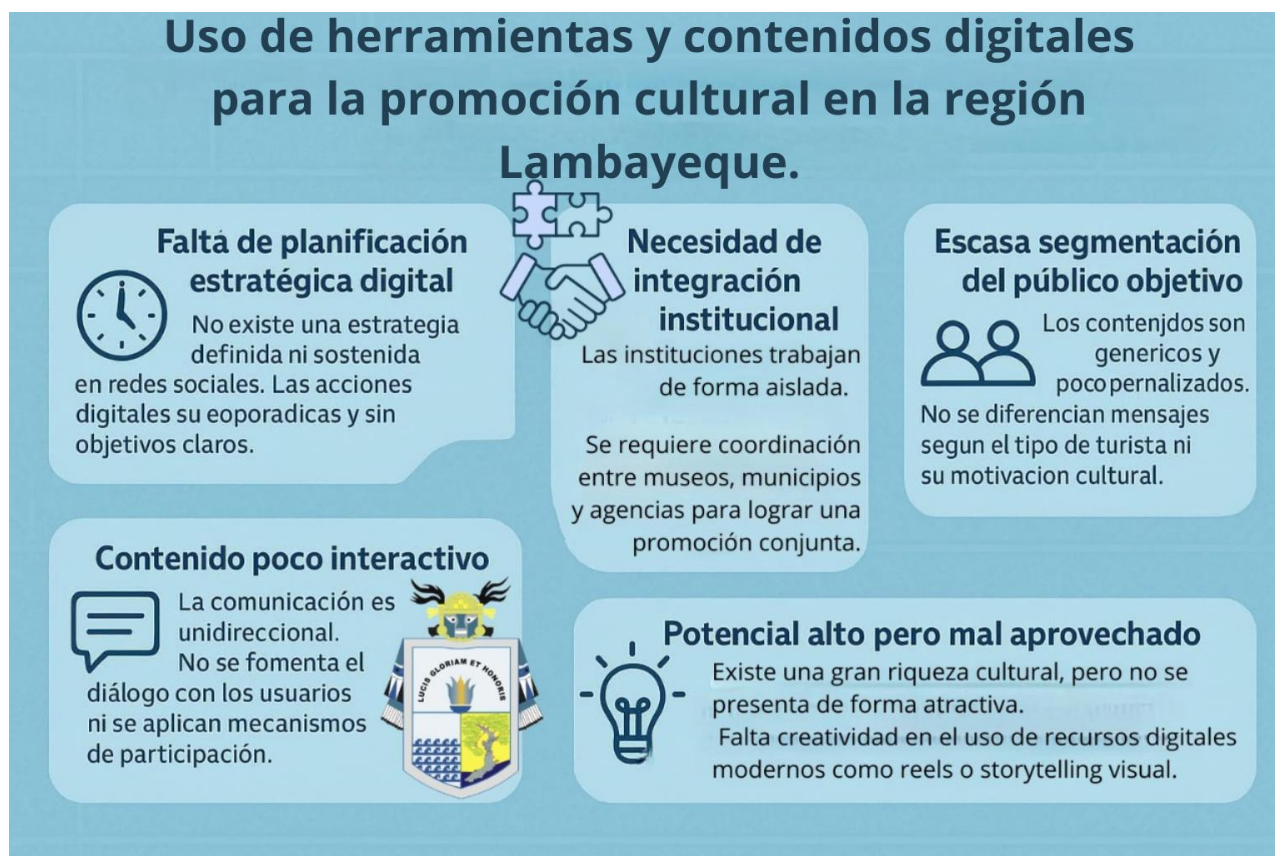 Uso de herramientas y contenidos digitales
para la promoción cultural en la región
Lambayeque.
Falta de planificación
estratégica digital
No existe una estrategia
definida ni sostenida
en redes sociales. Las acciones
digitales su eoporadicas y sin
objetivos claros.
Necesidad de
integración
institucional
Las instituciones trabajan
de forma aislada.
Se requiere coordinación
entre museos, municipios
y agencias para lograr una
promoción conjunta.
Escasa segmentación
del público objetivo
Los contenjdos son
genericos y
poco pernalizados.
No se diferencian mensajes
segun el tipo de turista ni
su motivacion cultural.
Contenido poco interactivo
La comunicación es
unidireccional.
No se fomenta el
diálogo con los usuarios
ni se aplican mecanismos
de participación.
LUCIS GLORIAM ET HONORIS
Potencial alto pero mal aprovechado
Existe una gran riqueza cultural, pero no se
presenta de forma atractiva.
Falta creatividad en el uso de recursos digitales
modernos como reels o storytelling visual.